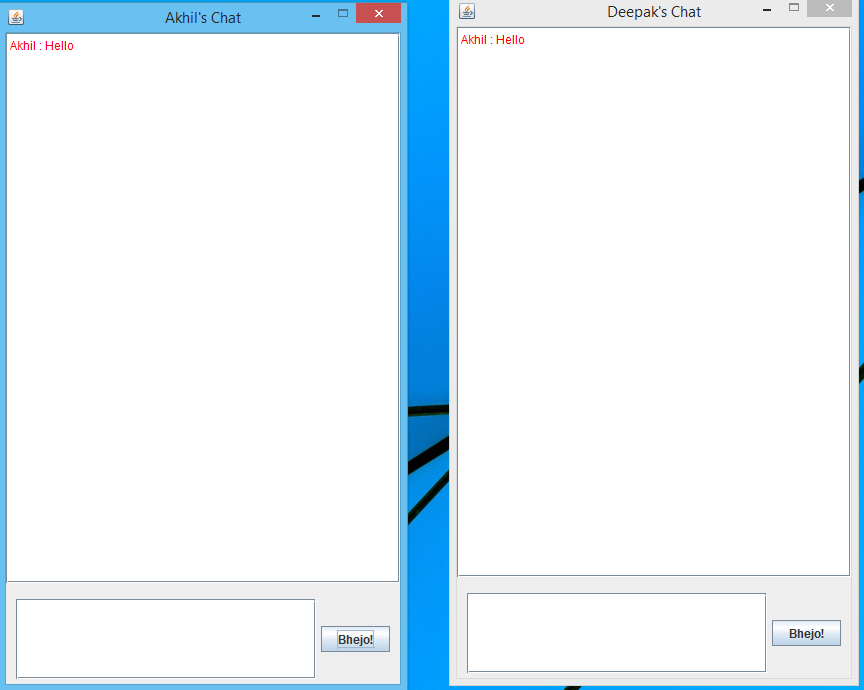 Akhil's Chat
Akhil : Hello
Bhejo!
Deepak's Chat
Akhil : Hello
Bhejo!